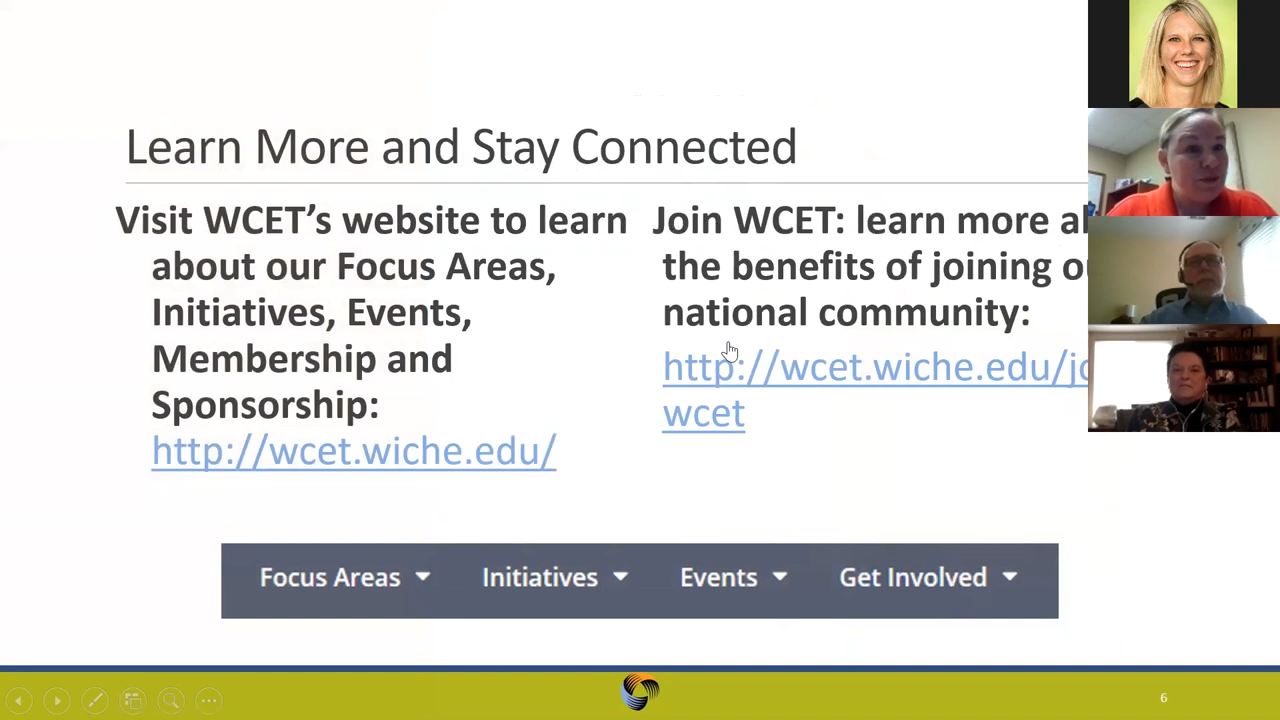 Learn More and Stay Connected
Visit WCET’s website to learn
about our Focus Areas,
Initiatives, Events,
Membership and
Sponsorship:
http://wcet.wiche.edu/
Join WCET: learn more
the benefits of joining
national community:
http://wcet.wiche.edu/
wcet
Focus Areas
Initiatives
Events
Get Involved
6